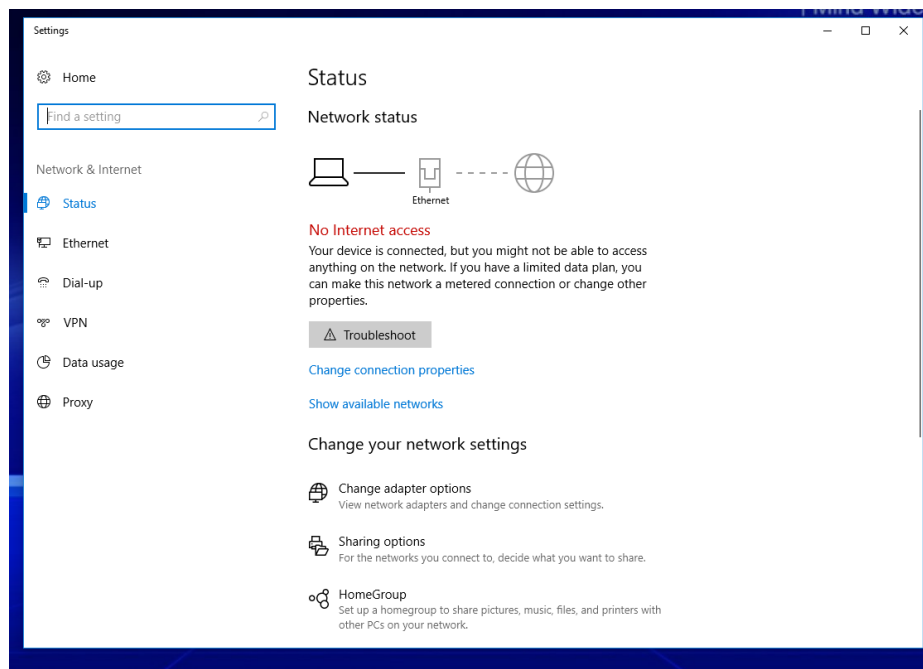 Settings
Home
Find a setting
Network & Internet
Status
Ethernet
Dial-up
VPN
Data usage
Proxy
Status
Network status
Ethernet
No Internet access
Your device is connected, but you might not be able to access
anything on the network. If you have a limited data plan, you
can make this network a metered connection or change other
properties.
Troubleshoot
Change connection properties
Show available networks
Change your network settings
Change adapter options
View network adapters and change connection settings.
Sharing options
For the networks you connect to, decide what you want to share.
HomeGroup
Set up a homegroup to share pictures, music, files, and printers with
other PCs on your network.